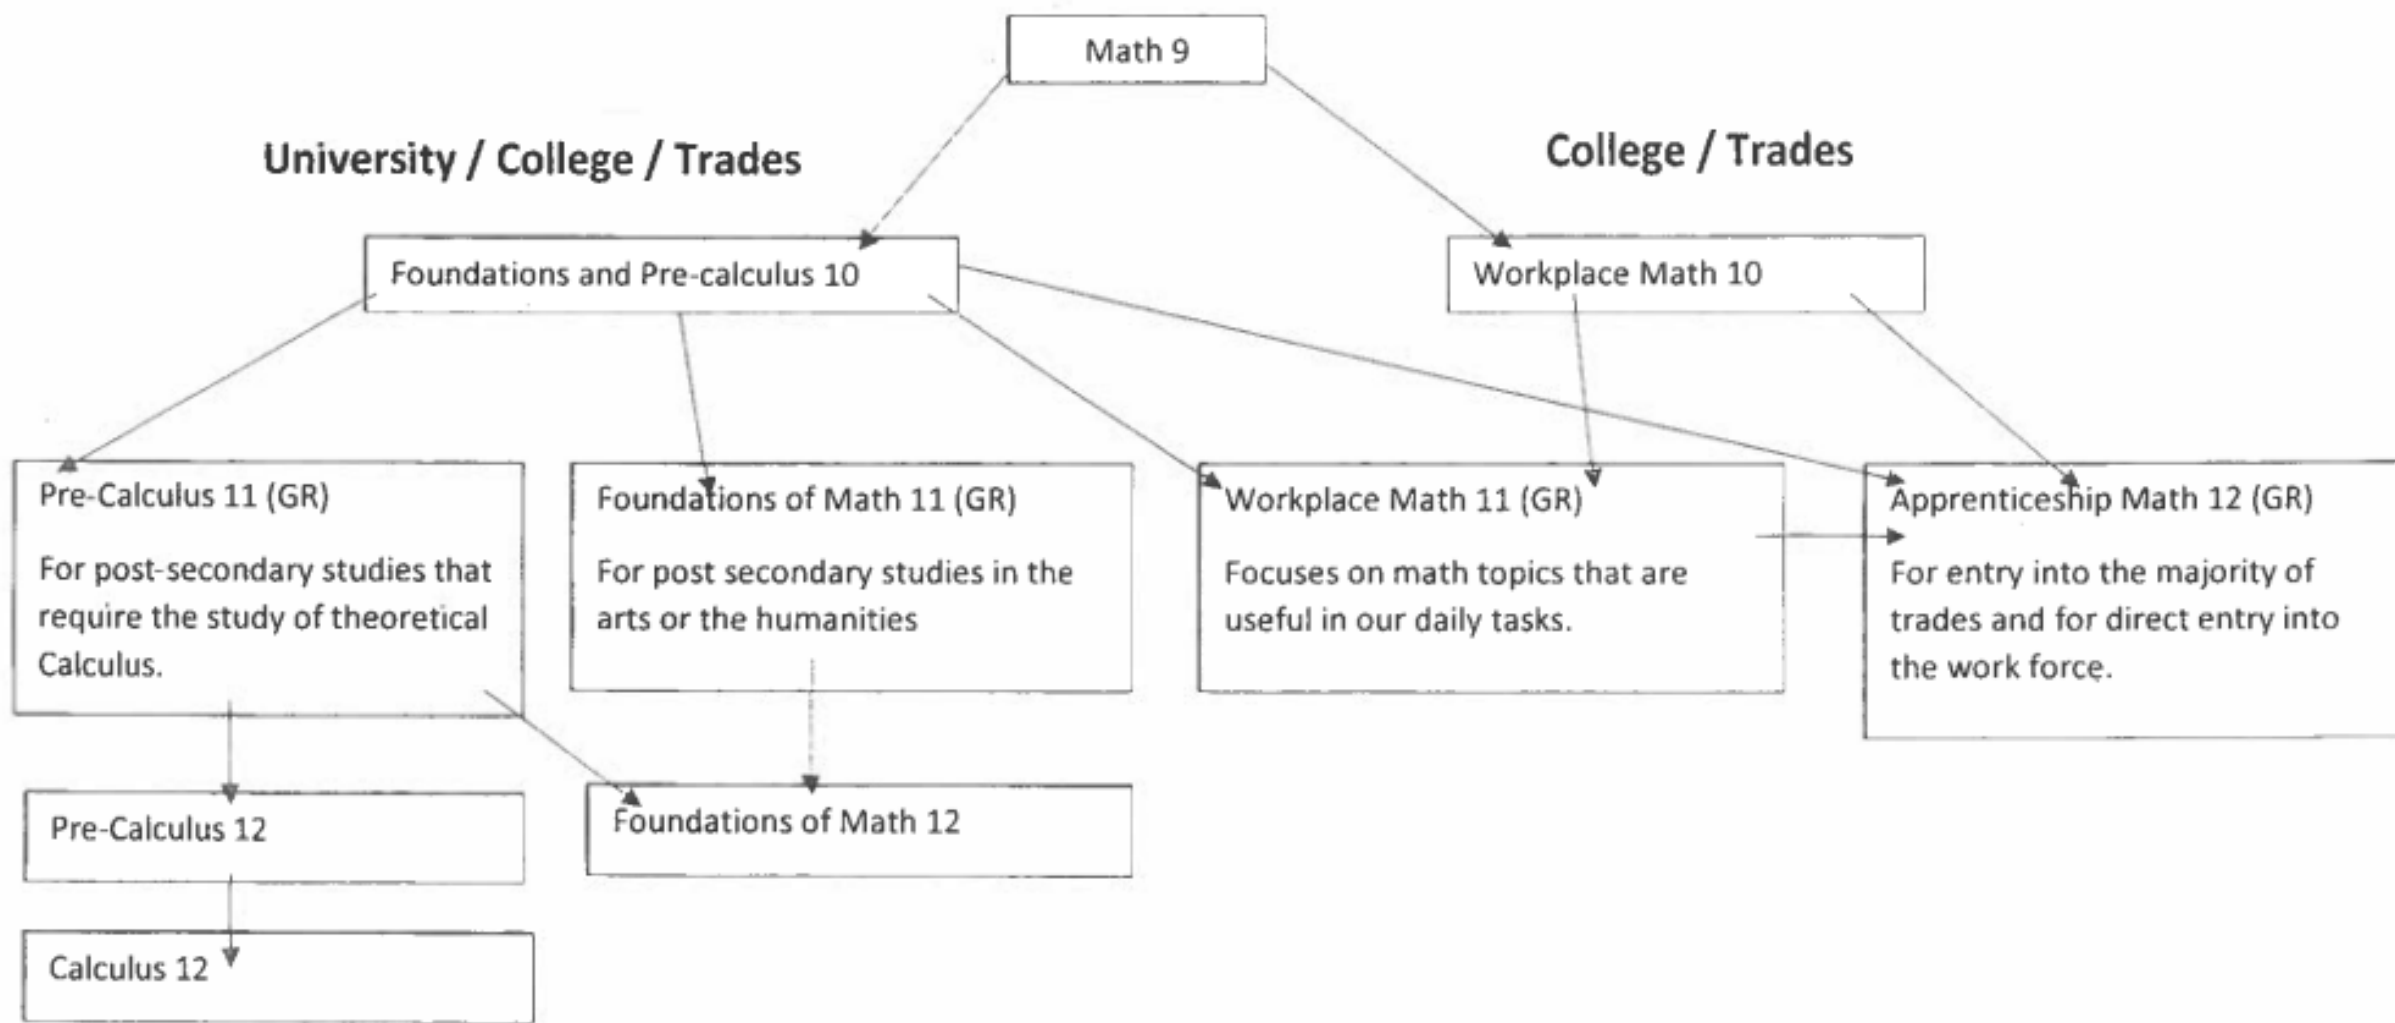 Math 9
University / College / Trades
College / Trades
Foundations and Pre-calculus 10
Workplace Math 10
Pre-Calculus 11 (GR)
For post-secondary studies that
require the study of theoretical
Calculus.
Foundations of Math 11 (GR)
For post secondary studies in the
arts or the humanities
Workplace Math 11 (GR)
Focuses on math topics that are
useful in our daily tasks.
Apprenticeship Math 12 (GR)
For entry into the majority of
trades and for direct entry into
the work force.
Pre-Calculus 12
Foundations of Math 12
Calculus 12